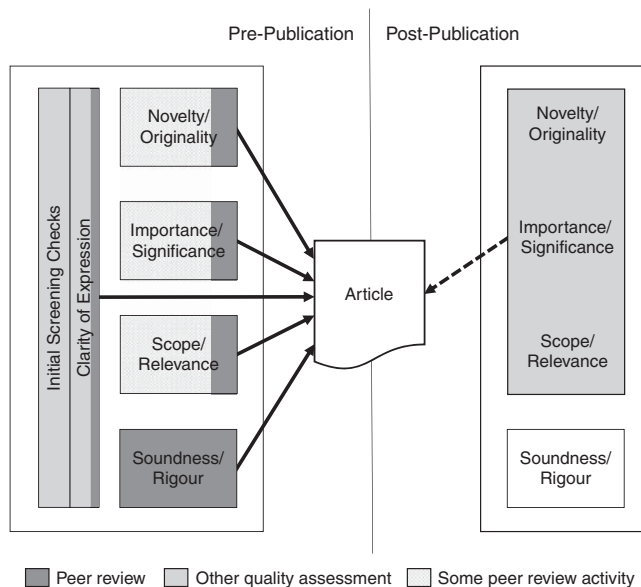 Pre-Publication
Post-Publication
Initial Screening Checks
Clarity of Expression
Novelty/
Originality
Importance/
Significance
Scope/
Relevance
Soundness/
Rigour
Article
Novelty/
Originality
Importance/
Significance
Scope/
Relevance
Soundness/
Rigour
Peer review
Other quality assessment
Some peer review activity